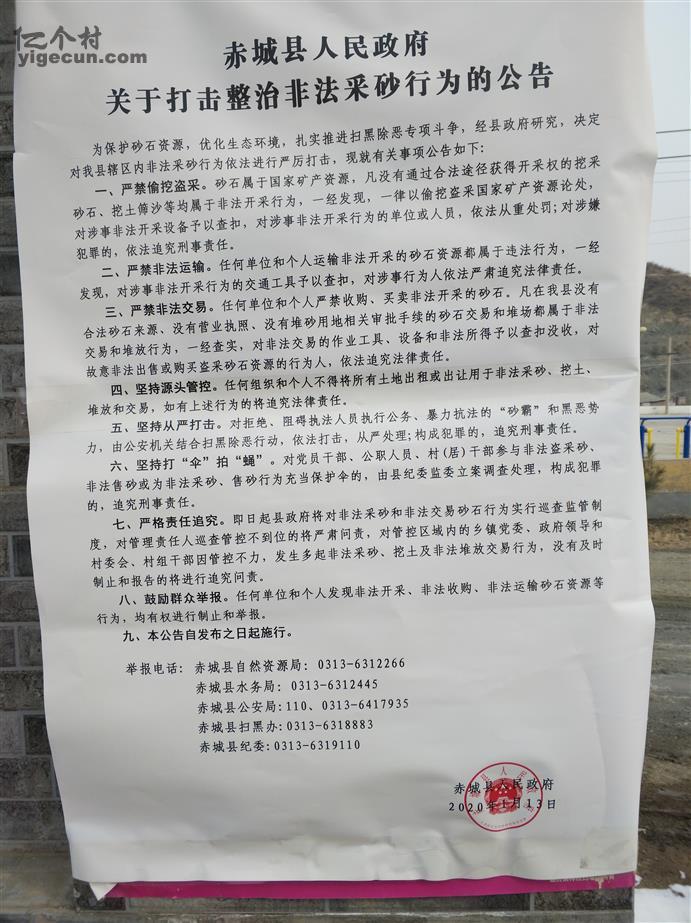 亿个村
yigecun.com
赤城县人民政府
关于打击整治非法采砂行为的公告
为保护砂石资源，优化生态环境，扎实推进扫黑除恶专项斗争，经县政府研究，决定
对我县辖区内非法采砂行为依法进行严厉打击，现就有关事项公告如下：
一、严禁偷挖盗采。砂石属于国家矿产资源，凡没有通过合法途径获得开采权的挖采
砂石、挖土筛沙等均属于非法开采行为，一经发现，一律以偷挖盗采国家矿产资源论处，
对涉事非法开采设备予以查扣，对涉事非法开采行为的单位或人员，依法从重处罚；对涉嫌
犯罪的，依法追究刑事责任。
二、严禁非法运输。任何单位和个人运输非法开采的砂石资源都属于违法行为，一经
发现，对涉事非法开采行为的交通工具予以查扣，对涉事行为人依法严肃追究法律责任。
三、严禁非法交易。任何单位和个人严禁收购、买卖非法开采的砂石。凡在我县没有
合法砂石来源、没有营业执照、没有堆砂用地相关审批手续的砂石交易和堆场都属于非法
交易和堆放行为，一经查实，对非法交易的作业工具、设备和非法所得予以查扣没收，对
故意非法出售或购买盗采砂石资源的行为人，依法追究法律责任。
四、坚持源头管控。任何组织和个人不得将所有土地出租或出让用于非法采砂、挖土、
堆放和交易，如有上述行为的将追究法律责任。
五、坚持从严打击。对拒绝、阻碍执法人员执行公务、暴力抗法的“砂霸”和黑恶势
力，由公安机关结合扫黑除恶行动，依法打击，从严处理；构成犯罪的，追究刑事责任。
六、坚持打“伞”拍“蝇”。对党员干部、公职人员、村(居)干部参与非法盗采砂、
非法售砂或为非法采砂、售砂行为充当保护伞的，由县纪委监委立案调查处理，构成犯罪
的，追究刑事责任。
七、严格责任追究。即日起县政府将对非法采砂和非法交易砂石行为实行巡查监管制
度，对管理责任人巡查管控不到位的将严肃问责，对管控区域内的乡镇党委、政府领导和
村委会、村组干部因管控不力，发生多起非法采砂、挖土及非法堆放交易行为，没有及时
制止和报告的将进行追究问责。
八、鼓励群众举报。任何单位和个人发现非法开采、非法收购、非法运输砂石资源等
行为，均有权进行制止和举报。
九、本公告自发布之日起施行。
举报电话：赤城县自然资源局：0313-6312266
赤城县水务局：0313-6312445
赤城县公安局：110、0313-6417935
赤城县扫黑办：0313-6318883
赤城县纪委：0313-6319110
赤城县人民政府
2020年1月13日